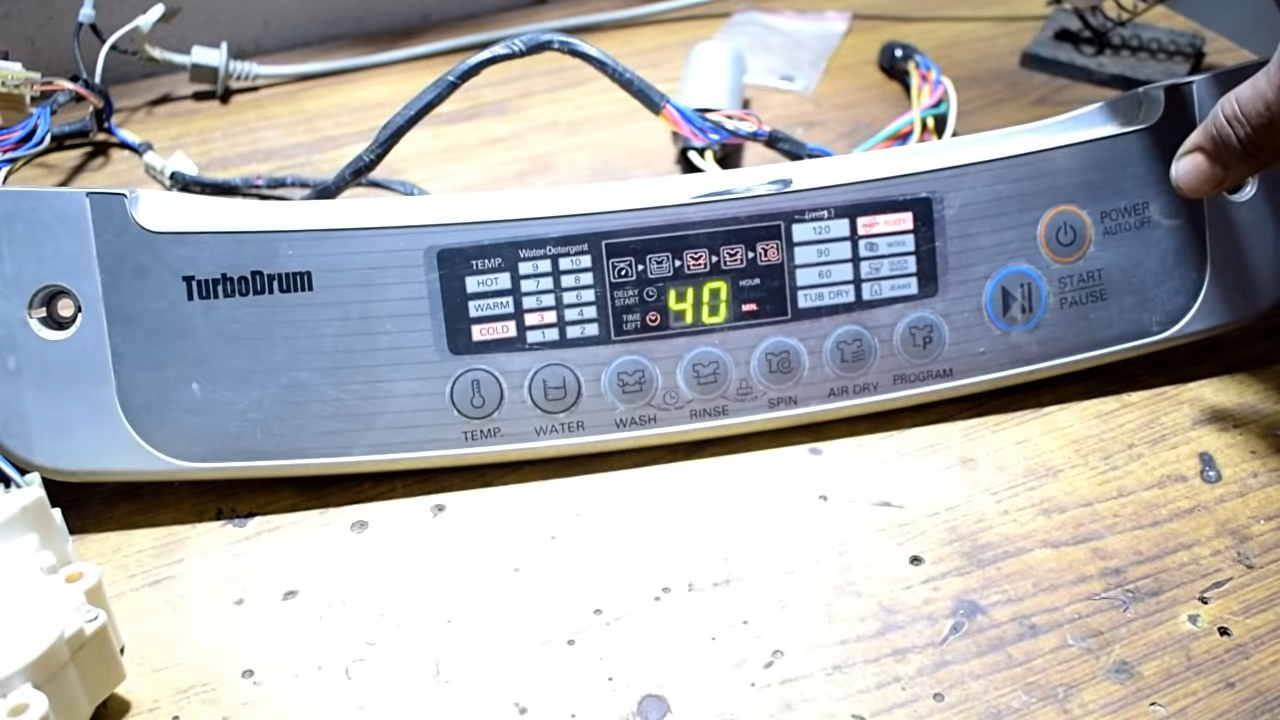 TurboDrum
TEMP.
HOT
WARM
COLD
Water-Detergent
9 10
7 8
5 6
3 4
1 2
DELAY
START
TIME
LEFT
40
HOUR
MIN.
(min.)
120
90
60
TUB DRY
FUZZY
WOOL
QUICK
WASH
JEANS
POWER
AUTO OFF
START
PAUSE
TEMP.
WATER
WASH
RINSE
SPIN
AIR DRY
P
PROGRAM